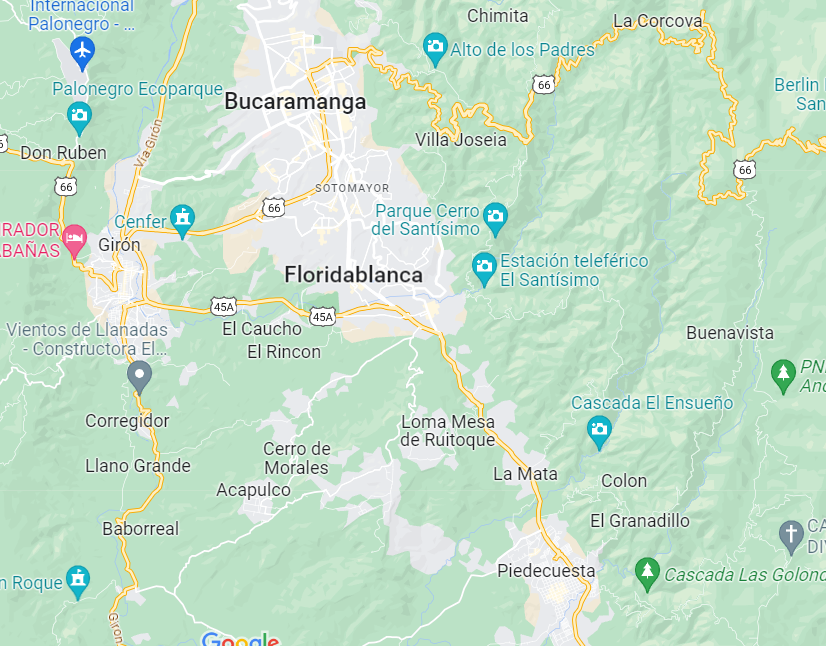 Internacional
Palonegro - ...
Chimita
La Corcova
Alto de los Padres
66
Palonegro Ecoparque
Bucaramanga
Berlin
San
Villa Joseia
Vía Girón
Don Ruben
66
66
SOTOMAYOR
66
Parque Cerro
del Santísimo
Cenfer
IRADOR
ABAÑAS
Girón
Estación teleférico
El Santísimo
Floridablanca
45A
45A
Vientos de Llanadas
- Constructora El...
El Caucho
El Rincon
Buenavista
PN
And
Cascada El Ensueño
Corregidor
Loma Mesa
de Ruitoque
Cerro de
Morales
Llano Grande
La Mata
Acapulco
Colon
El Granadillo
Baborreal
CA
DIV
Piedecuesta
Cascada Las Golond
n Roque
Girón
Google